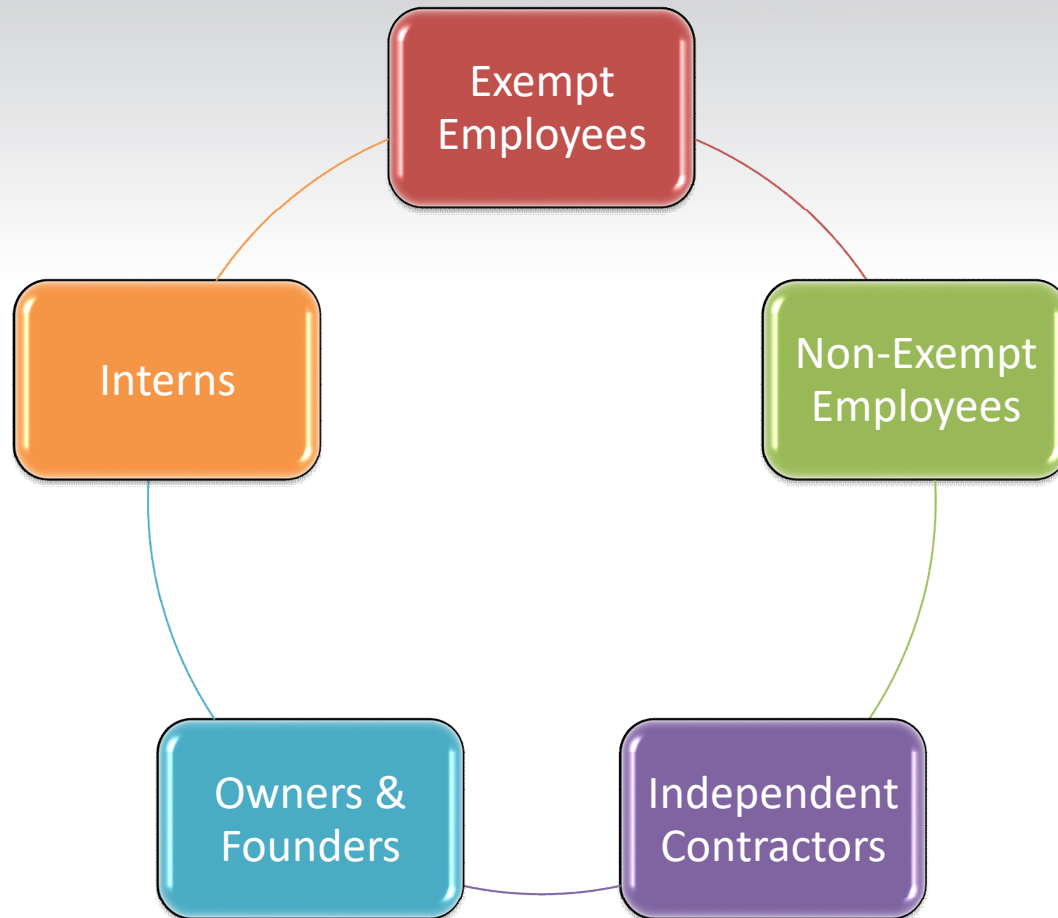 Exempt
Employees
Non-Exempt
Employees
Independent
Contractors
Owners &
Founders
Interns